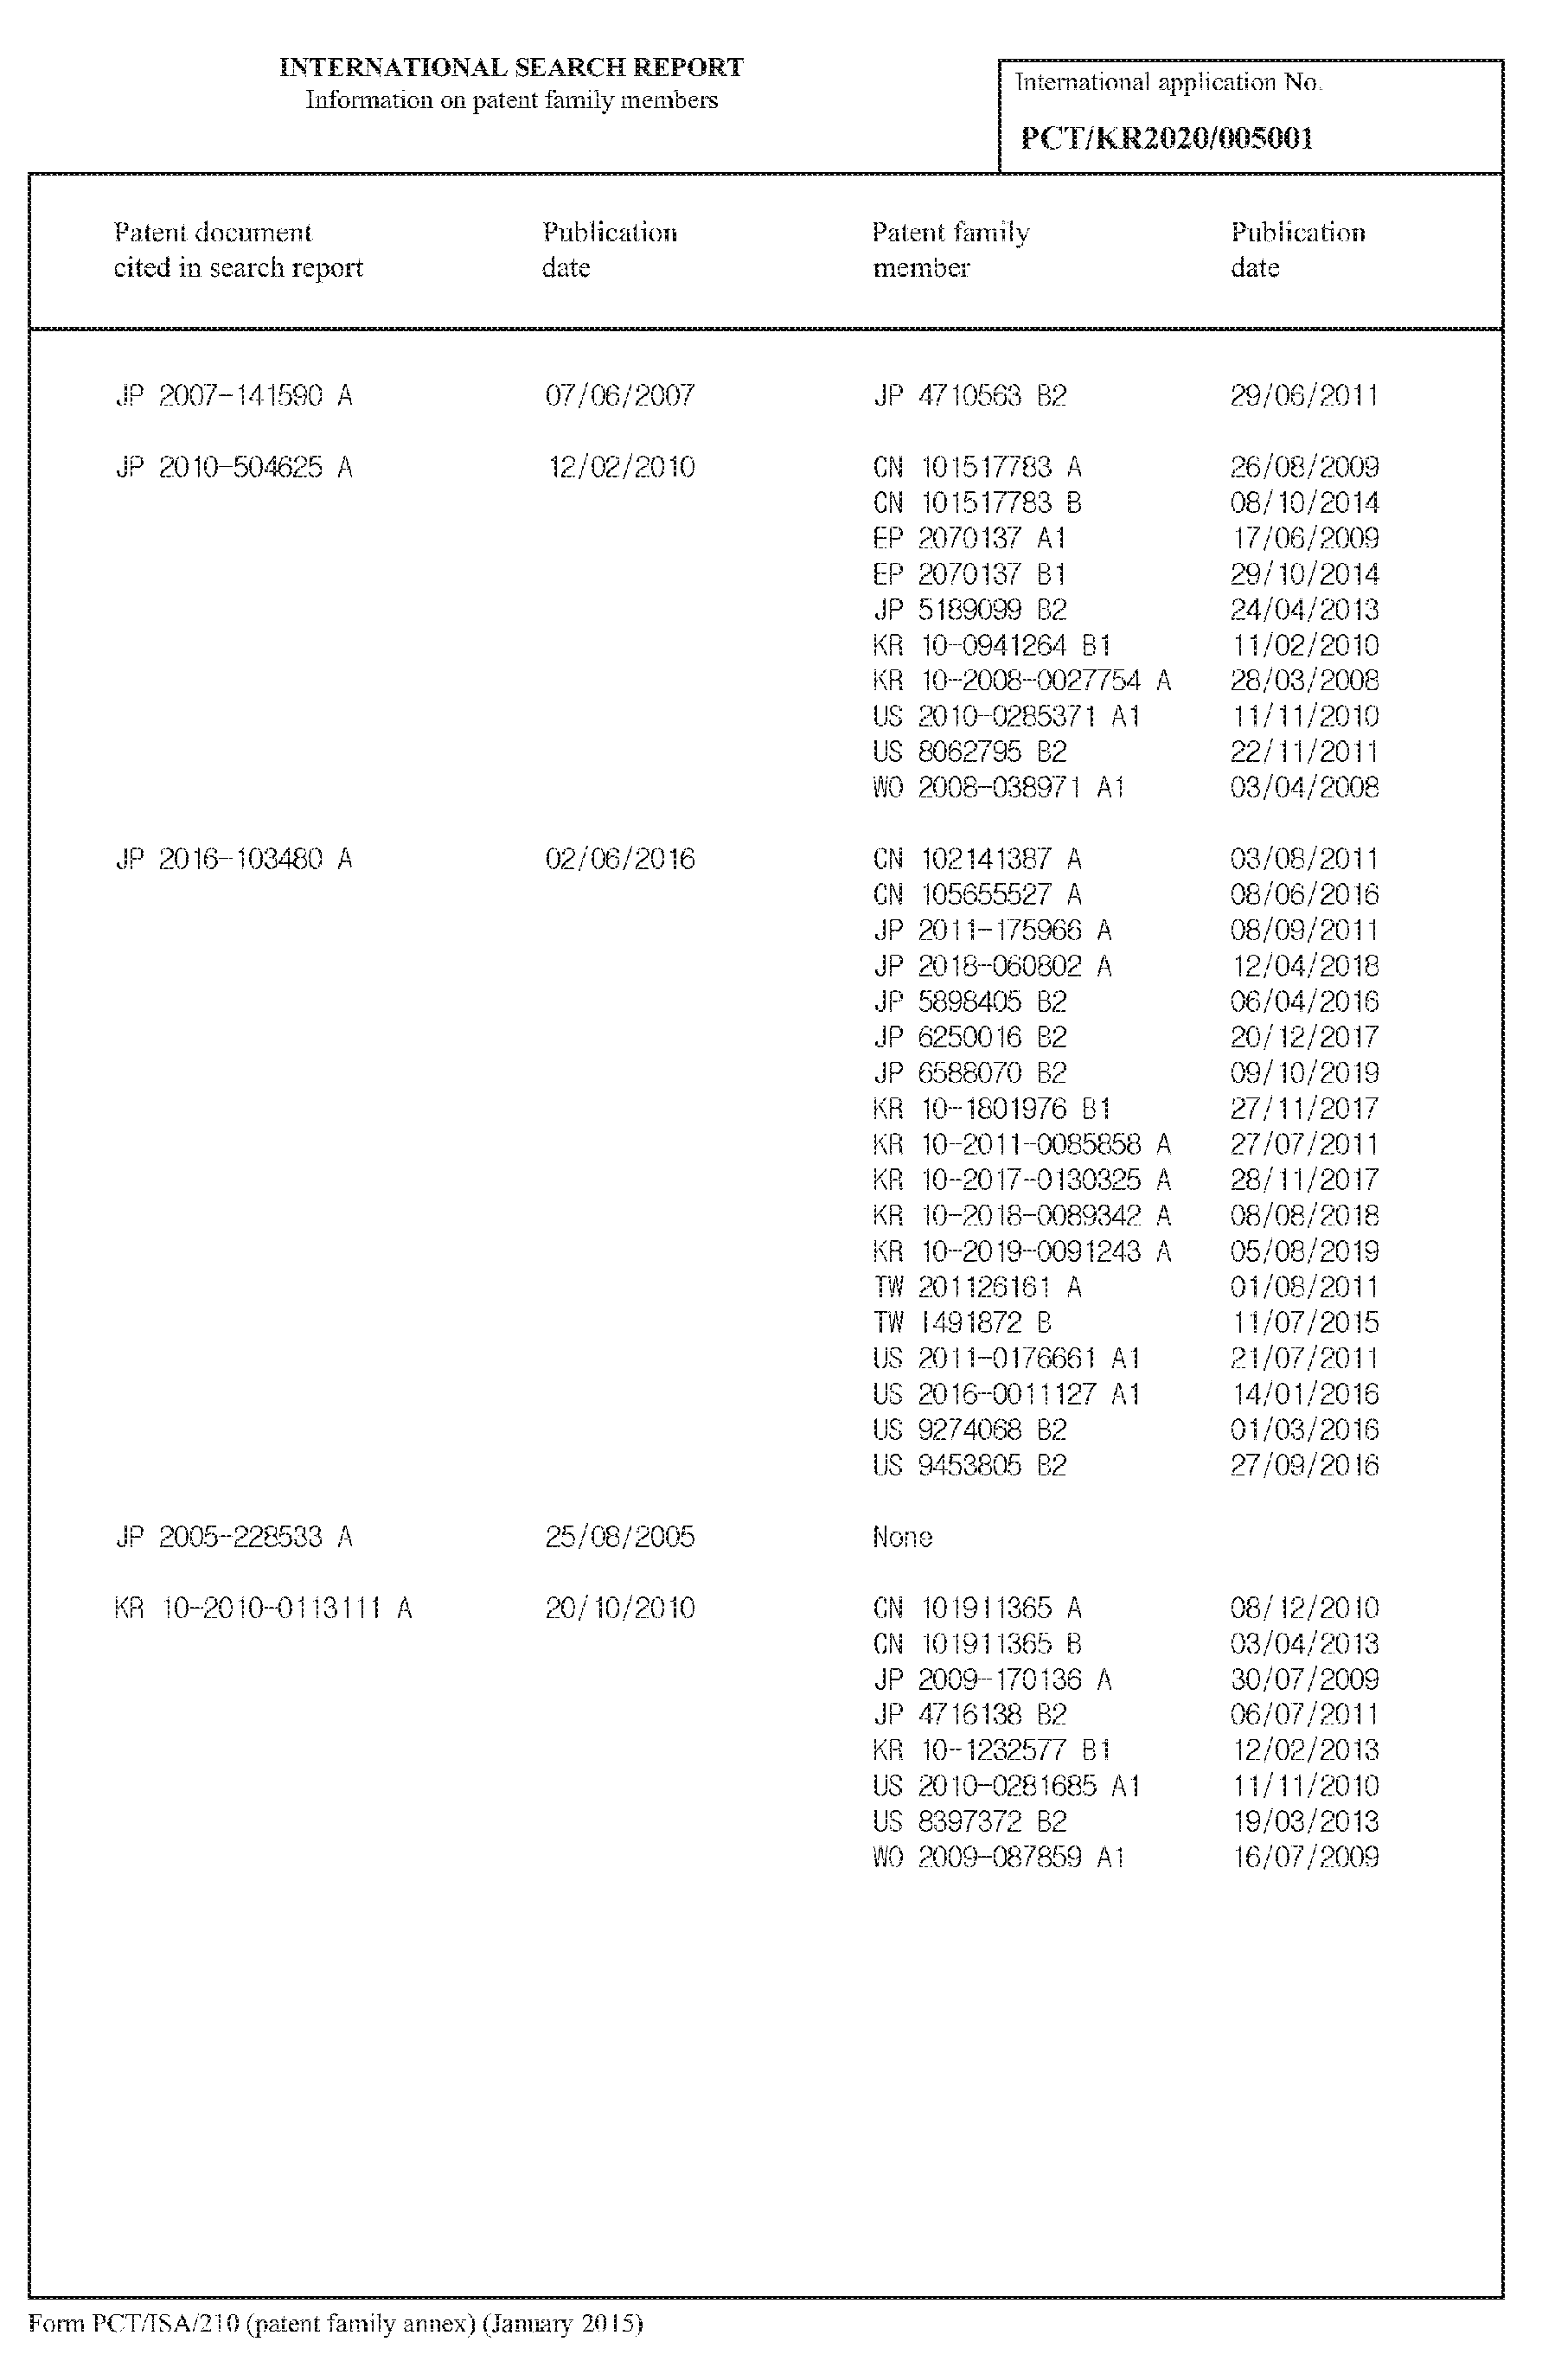 INTERNATIONAL SEARCH REPORT
Information on patent family members
International application No.
PCT/KR2020/005001
Patent document cited in search report Publication date Patent family member Publication date
JP 2007-141590 A 07/06/2007 JP 4710563 B2 29/06/2011
JP 2010-504625 A 12/02/2010 CN 101517783 A 26/08/2009
CN 101517783 B 08/10/2014
EP 2070137 A1 17/06/2009
EP 2070137 B1 29/10/2014
JP 5189099 B2 24/04/2013
KR 10-0941264 B1 11/02/2010
KR 10-2008-0027754 A 28/03/2008
US 2010-0285371 A1 11/11/2010
US 8062795 B2 22/11/2011
WO 2008-038971 A1 03/04/2008
JP 2016-103480 A 02/06/2016 CN 102141387 A 03/08/2011
CN 105655527 A 08/06/2016
JP 2011-175966 A 08/09/2011
JP 2018-060802 A 12/04/2018
JP 5898405 B2 06/04/2016
JP 6250016 B2 20/12/2017
JP 6588070 B2 09/10/2019
KR 10-1801976 B1 27/11/2017
KR 10-2011-0085858 A 27/07/2011
KR 10-2017-0130325 A 28/11/2017
KR 10-2018-0089342 A 08/08/2018
KR 10-2019-0091243 A 05/08/2019
TW 201126161 A 01/08/2011
TW I491872 B 11/07/2015
US 2011-0176661 A1 21/07/2011
US 2016-0011127 A1 14/01/2016
US 9274068 B2 01/03/2016
US 9453805 B2 27/09/2016
JP 2005-228533 A 25/08/2005 None
KR 10-2010-0113111 A 20/10/2010 CN 101911365 A 08/12/2010
CN 101911365 B 03/04/2013
JP 2009-170136 A 30/07/2009
JP 4716138 B2 06/07/2011
KR 10-1232577 B1 12/02/2013
US 2010-0281685 A1 11/11/2010
US 8397372 B2 19/03/2013
WO 2009-087859 A1 16/07/2009
Form PCT/ISA/210 (patent family annex) (January 2015)